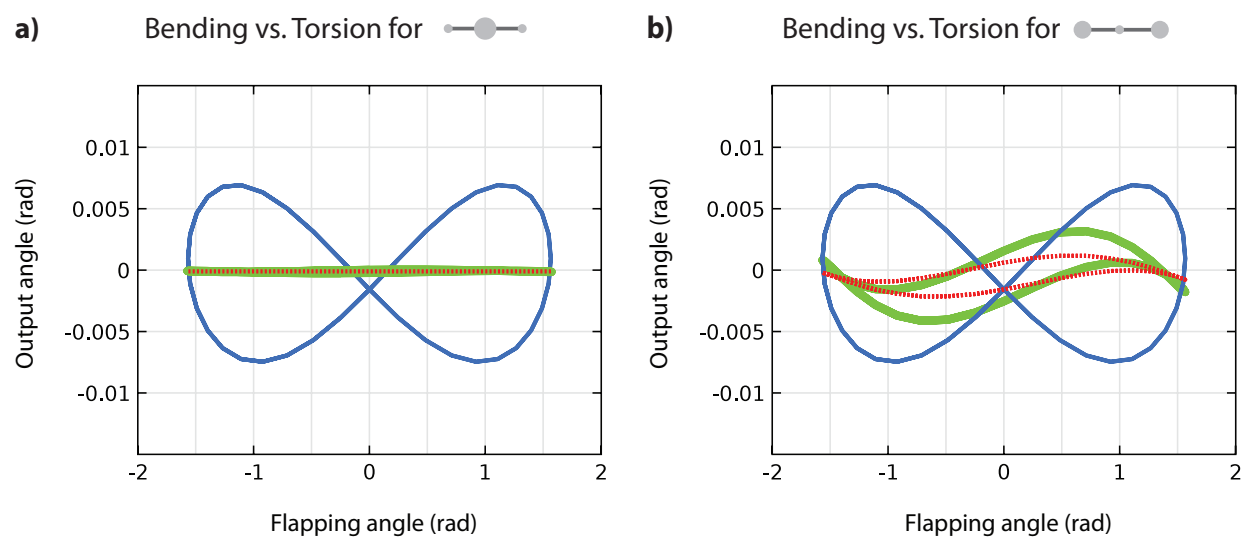 a) Bending vs. Torsion for
0.01
0.005
0
-0.005
-0.01
-2 -1 0 1 2
Output angle (rad)
Flapping angle (rad)
b) Bending vs. Torsion for
0.01
0.005
0
-0.005
-0.01
-2 -1 0 1 2
Output angle (rad)
Flapping angle (rad)